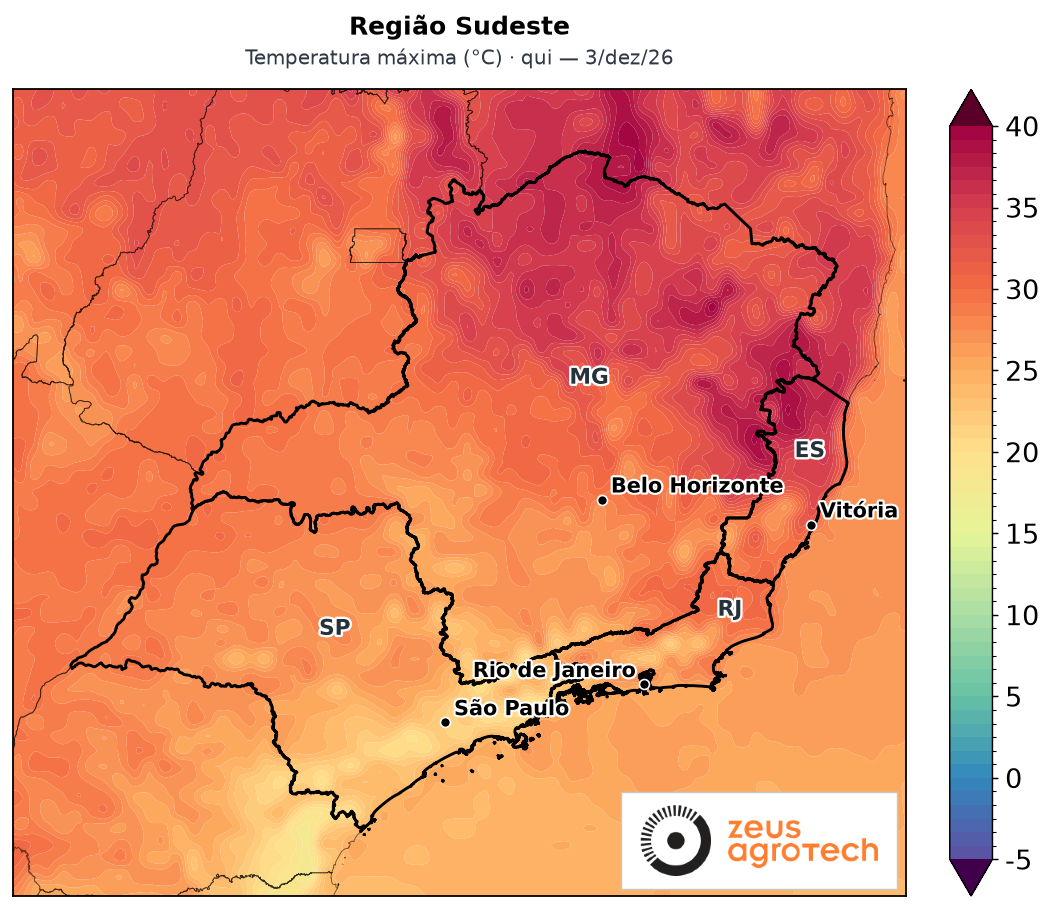 Região Sudeste
Temperatura máxima (°C) · qui — 3/dez/26
MG
ES
Belo Horizonte
Vitória
RJ
SP
Rio de Janeiro
São Paulo
40
35
30
25
20
15
10
5
0
-5
zeus
agrotech